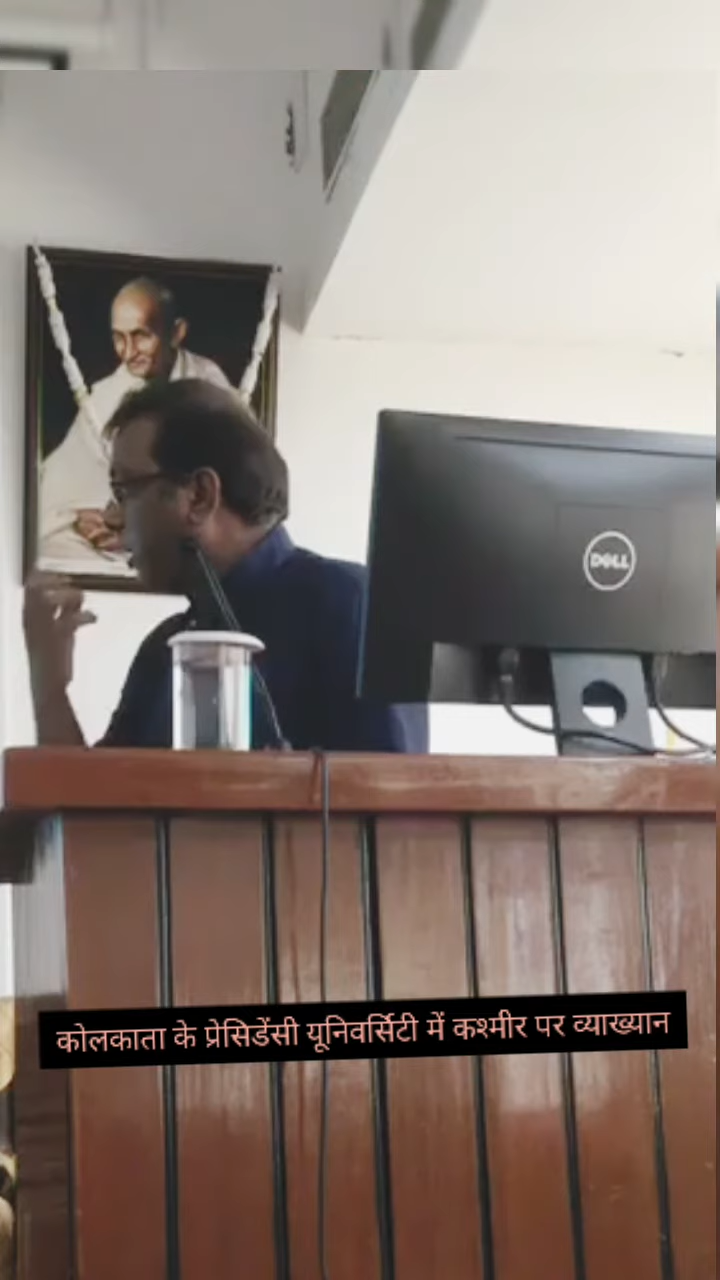 DELL
कोलकाता के प्रेसिडेंसी यूनिवर्सिटी में कश्मीर पर व्याख्यान